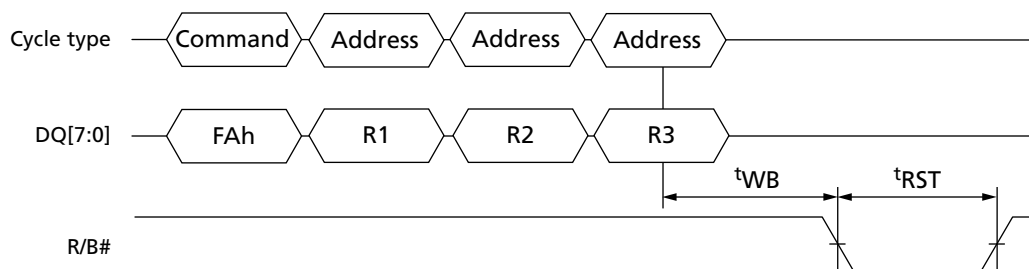 Cycle type Command Address Address Address
DQ[7:0] FAh R1 R2 R3
tWB tRST
R/B#